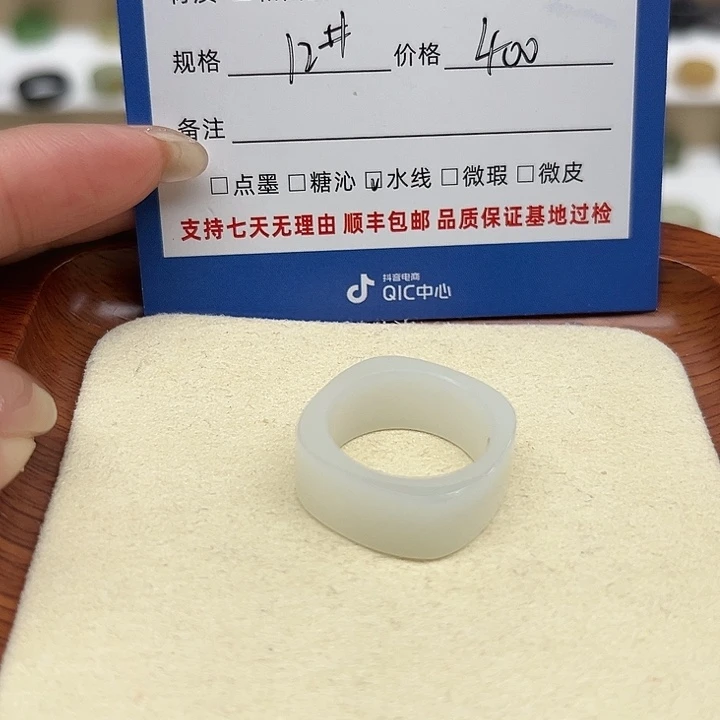 规格 12# 价格 400
备注
□点墨 □糖沁 ☑水线 □微瑕 □微皮
支持七天无理由 顺丰包邮 品质保证基地过检
抖音电商
QIC中心